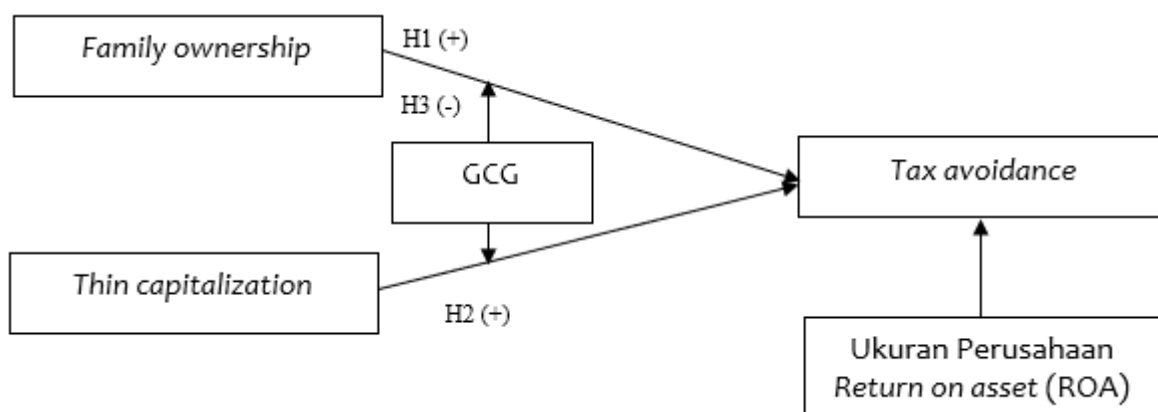 Family ownership
H1 (+)
H3 (-)
GCG
Tax avoidance
Thin capitalization
H2 (+)
Ukuran Perusahaan
Return on asset (ROA)